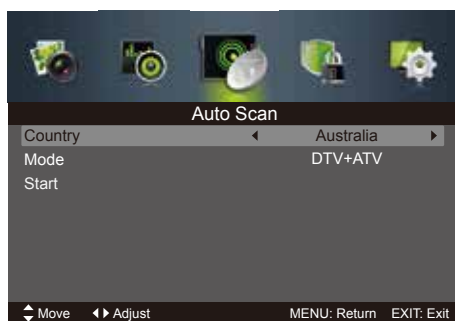 Auto Scan
Country Australia
Mode DTV+ATV
Start
Move Adjust MENU: Return EXIT: Exit